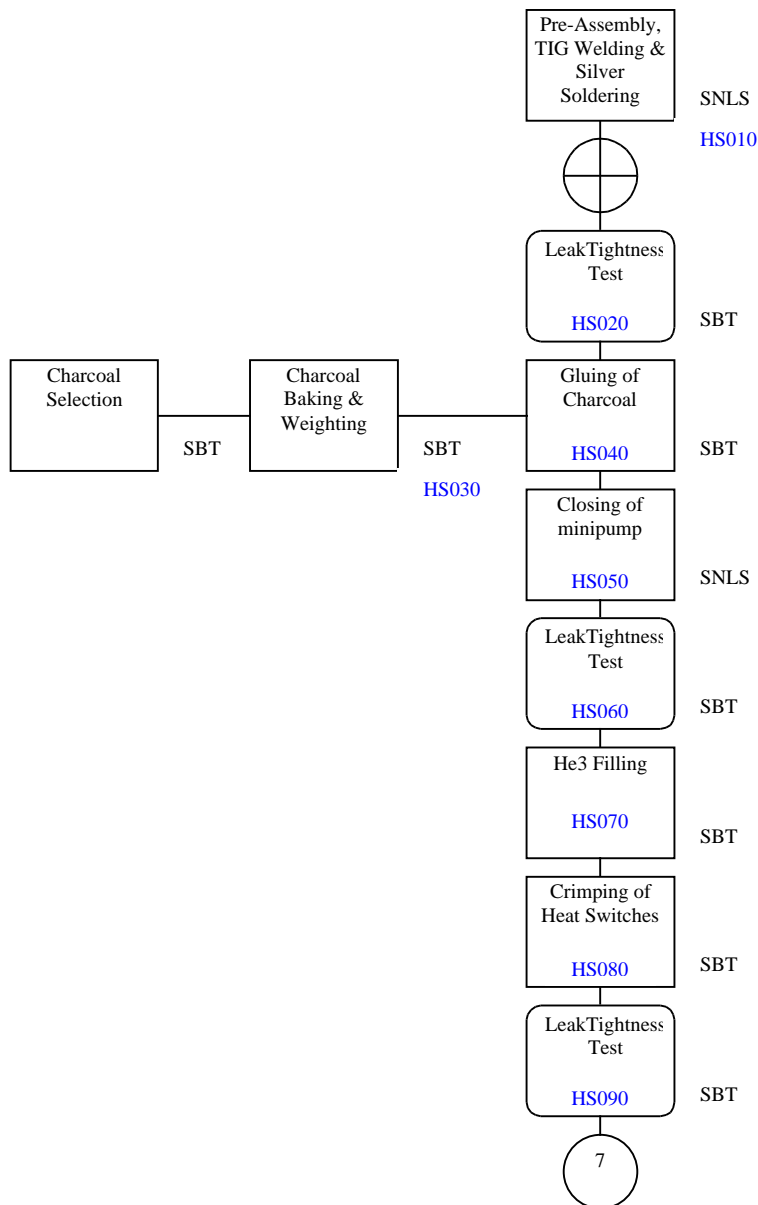 Pre-Assembly,
TIG Welding &
Silver
Soldering
SNLS
HS010
LeakTightness
Test
HS020
SBT
Charcoal
Selection
SBT
Charcoal
Baking &
Weighting
SBT
HS030
Gluing of
Charcoal
HS040
SBT
Closing of
minipump
HS050
SNLS
LeakTightness
Test
HS060
SBT
He3 Filling
HS070
SBT
Crimping of
Heat Switches
HS080
SBT
LeakTightness
Test
HS090
SBT
7